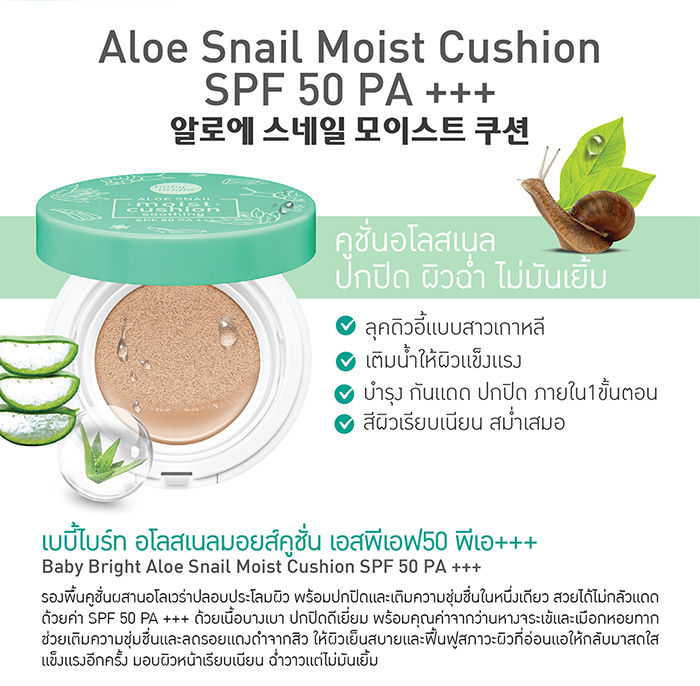 Aloe Snail Moist Cushion
SPF 50 PA +++
알로에 스네일 모이스트 쿠션
baby bright
ALOE SNAIL
moist
cushion
soothing
SPF 50 PA +++
คูชั่นอโลสเนล
ปกปิด ผิวฉ่ำ ไม่มันเยิ้ม
ลุคดิวอี้แบบสาวเกาหลี
เติมน้ำให้ผิวแข็งแรง
บำรุง กันแดด ปกปิด ภายใน1ขั้นตอน
สีผิวเรียบเนียน สม่ำเสมอ
เบบี้ไบร์ท อโลสเนลมอยส์คูชั่น เอสพีเอฟ50 พีเอ+++
Baby Bright Aloe Snail Moist Cushion SPF 50 PA +++
รองพื้นคูชั่นผสานอโลเวร่าปลอบประโลมผิว พร้อมปกปิดและเติมความชุ่มชื่นในหนึ่งเดียว สวยได้ไม่กลัวแดด
ด้วยค่า SPF 50 PA +++ ด้วยเนื้อบางเบา ปกปิดดีเยี่ยม พร้อมคุณค่าจากว่านหางจระเข้และเมือกหอยทาก
ช่วยเติมความชุ่มชื่นและลดรอยแดงดำจากสิว ให้ผิวเย็นสบายและฟื้นฟูสภาวะผิวที่อ่อนแอให้กลับมาสดใส
แข็งแรงอีกครั้ง มอบผิวหน้าเรียบเนียน ฉ่ำวาวแต่ไม่มันเยิ้ม